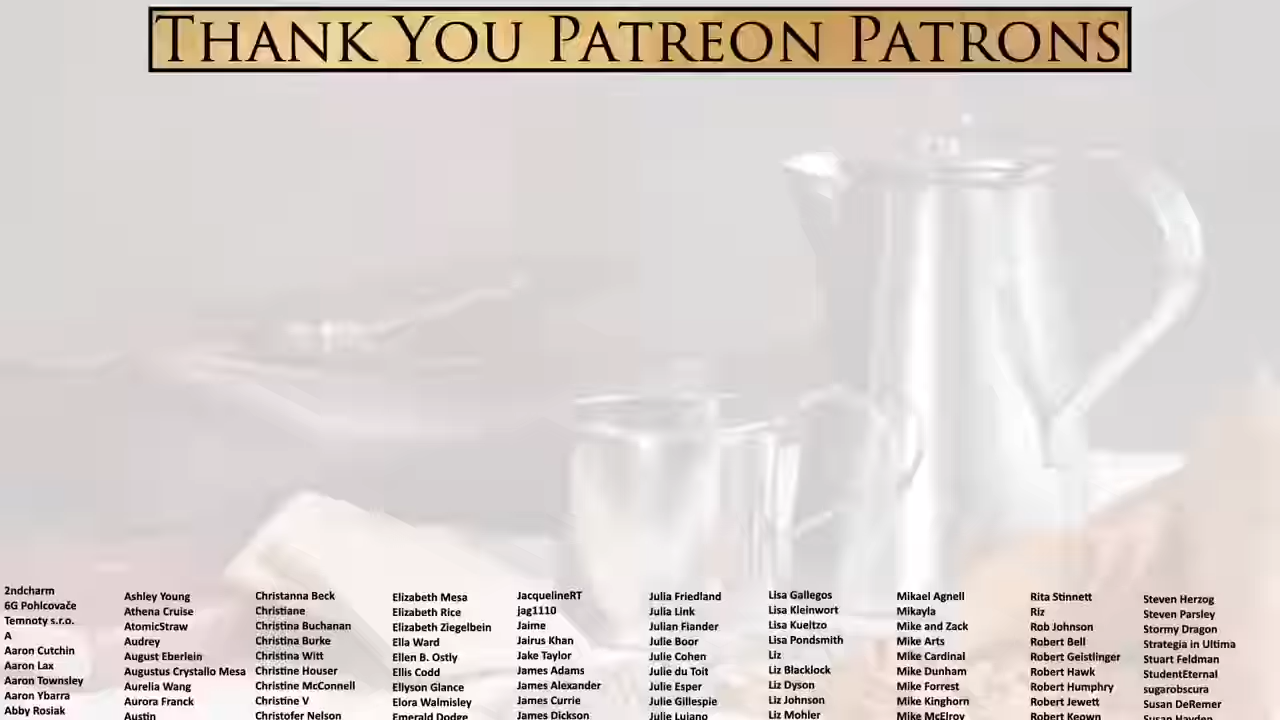 THANK YOU PATREON PATRONS
2ndcharm
6G Pohlcovače
Temnoty s.r.o.
A
Aaron Cutchin
Aaron Lax
Aaron Townsley
Aaron Ybarra
Abby Rosiak
Ashley Young
Athena Cruise
AtomicStraw
Audrey
August Eberlein
Augustus Crystallo Mesa
Aurelia Wang
Aurora Franck
Austin
Christanna Beck
Christiane
Christina Buchanan
Christina Burke
Christina Witt
Christine Houser
Christine McConnell
Christine V
Christofer Nelson
Elizabeth Mesa
Elizabeth Rice
Elizabeth Ziegelbein
Ella Ward
Ellen B. Ostly
Ellis Codd
Ellyson Glance
Elora Walmisley
Emerald Dodge
JacquelineRT
jag1110
Jaime
Jairus Khan
Jake Taylor
James Adams
James Alexander
James Currie
James Dickson
Julia Friedland
Julia Link
Julian Fiander
Julie Boor
Julie Cohen
Julie du Toit
Julie Esper
Julie Gillespie
Julie Lujano
Lisa Gallegos
Lisa Kleinwort
Lisa Kueltzo
Lisa Pondsmith
Liz
Liz Blacklock
Liz Dyson
Liz Johnson
Liz Mohler
Mikael Agnell
Mikayla
Mike and Zack
Mike Arts
Mike Cardinal
Mike Dunham
Mike Forrest
Mike Kinghorn
Mike McElroy
Rita Stinnett
Riz
Rob Johnson
Robert Bell
Robert Geistlinger
Robert Hawk
Robert Humphry
Robert Jewett
Robert Keown
Steven Herzog
Steven Parsley
Stormy Dragon
Strategia in Ultima
Stuart Feldman
StudentEternal
sugarobscura
Susan DeRemer
Susan Hayden